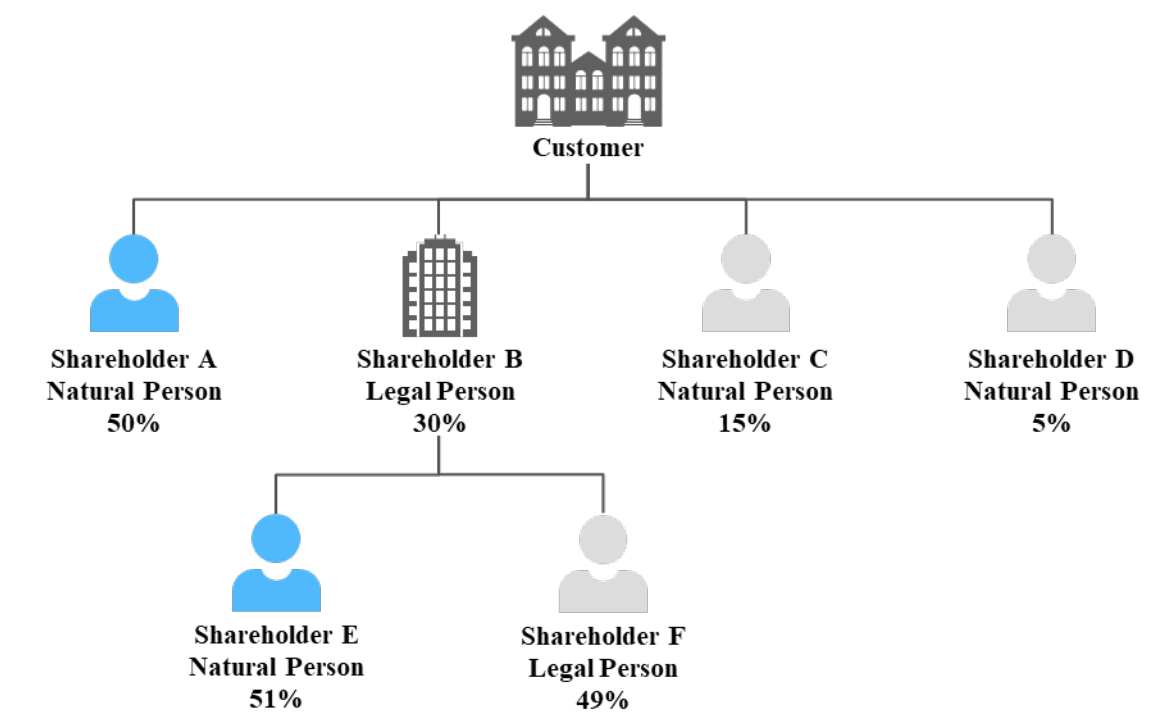 Customer
Shareholder A
Natural Person
50%
Shareholder B
Legal Person
30%
Shareholder C
Natural Person
15%
Shareholder D
Natural Person
5%
Shareholder E
Natural Person
51%
Shareholder F
Legal Person
49%